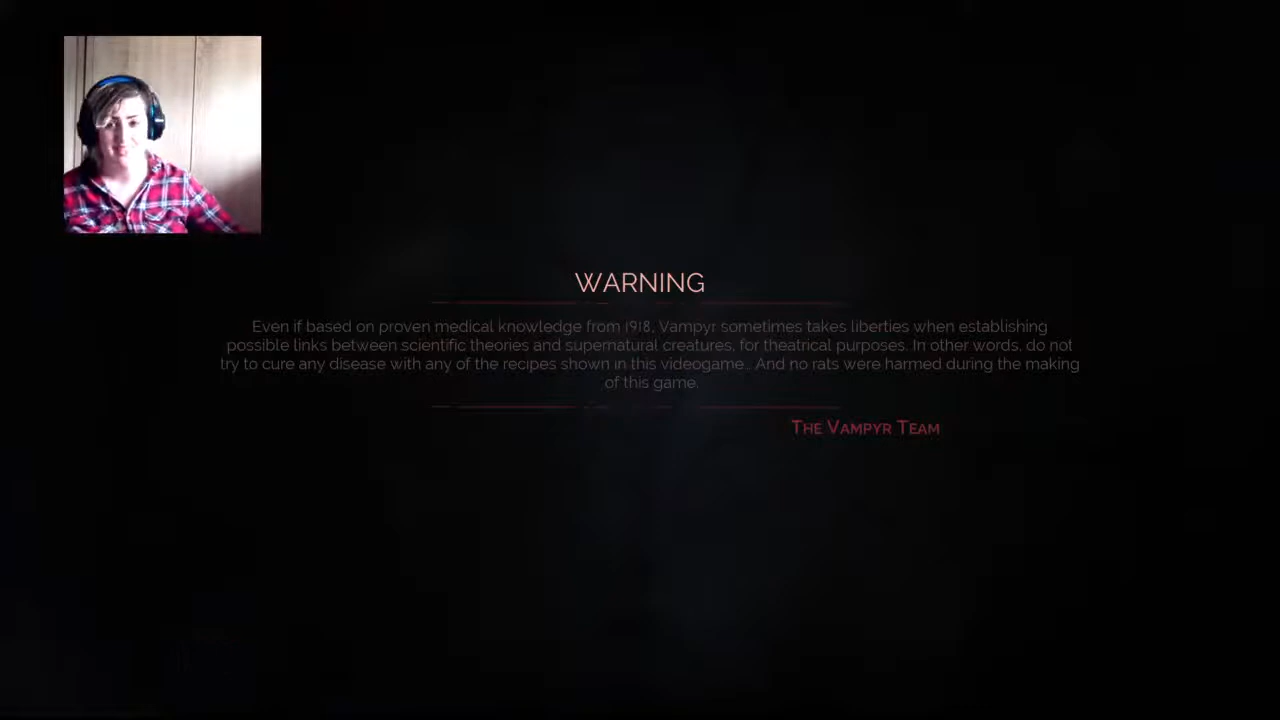 WARNING
Even if based on proven medical knowledge from 1918, Vampyr sometimes takes liberties when establishing
possible links between scientific theories and supernatural creatures, for theatrical purposes. In other words, do not
try to cure any disease with any of the recipes shown in this videogame... And no rats were harmed during the making
of this game.
The Vampyr Team